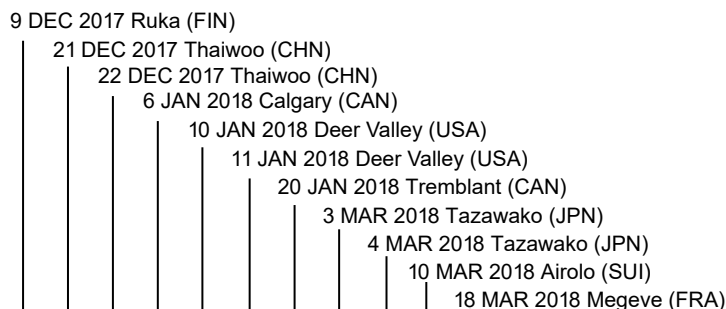 9 DEC 2017 Ruka (FIN)
21 DEC 2017 Thaiwoo (CHN)
22 DEC 2017 Thaiwoo (CHN)
6 JAN 2018 Calgary (CAN)
10 JAN 2018 Deer Valley (USA)
11 JAN 2018 Deer Valley (USA)
20 JAN 2018 Tremblant (CAN)
3 MAR 2018 Tazawako (JPN)
4 MAR 2018 Tazawako (JPN)
10 MAR 2018 Airolo (SUI)
18 MAR 2018 Megeve (FRA)